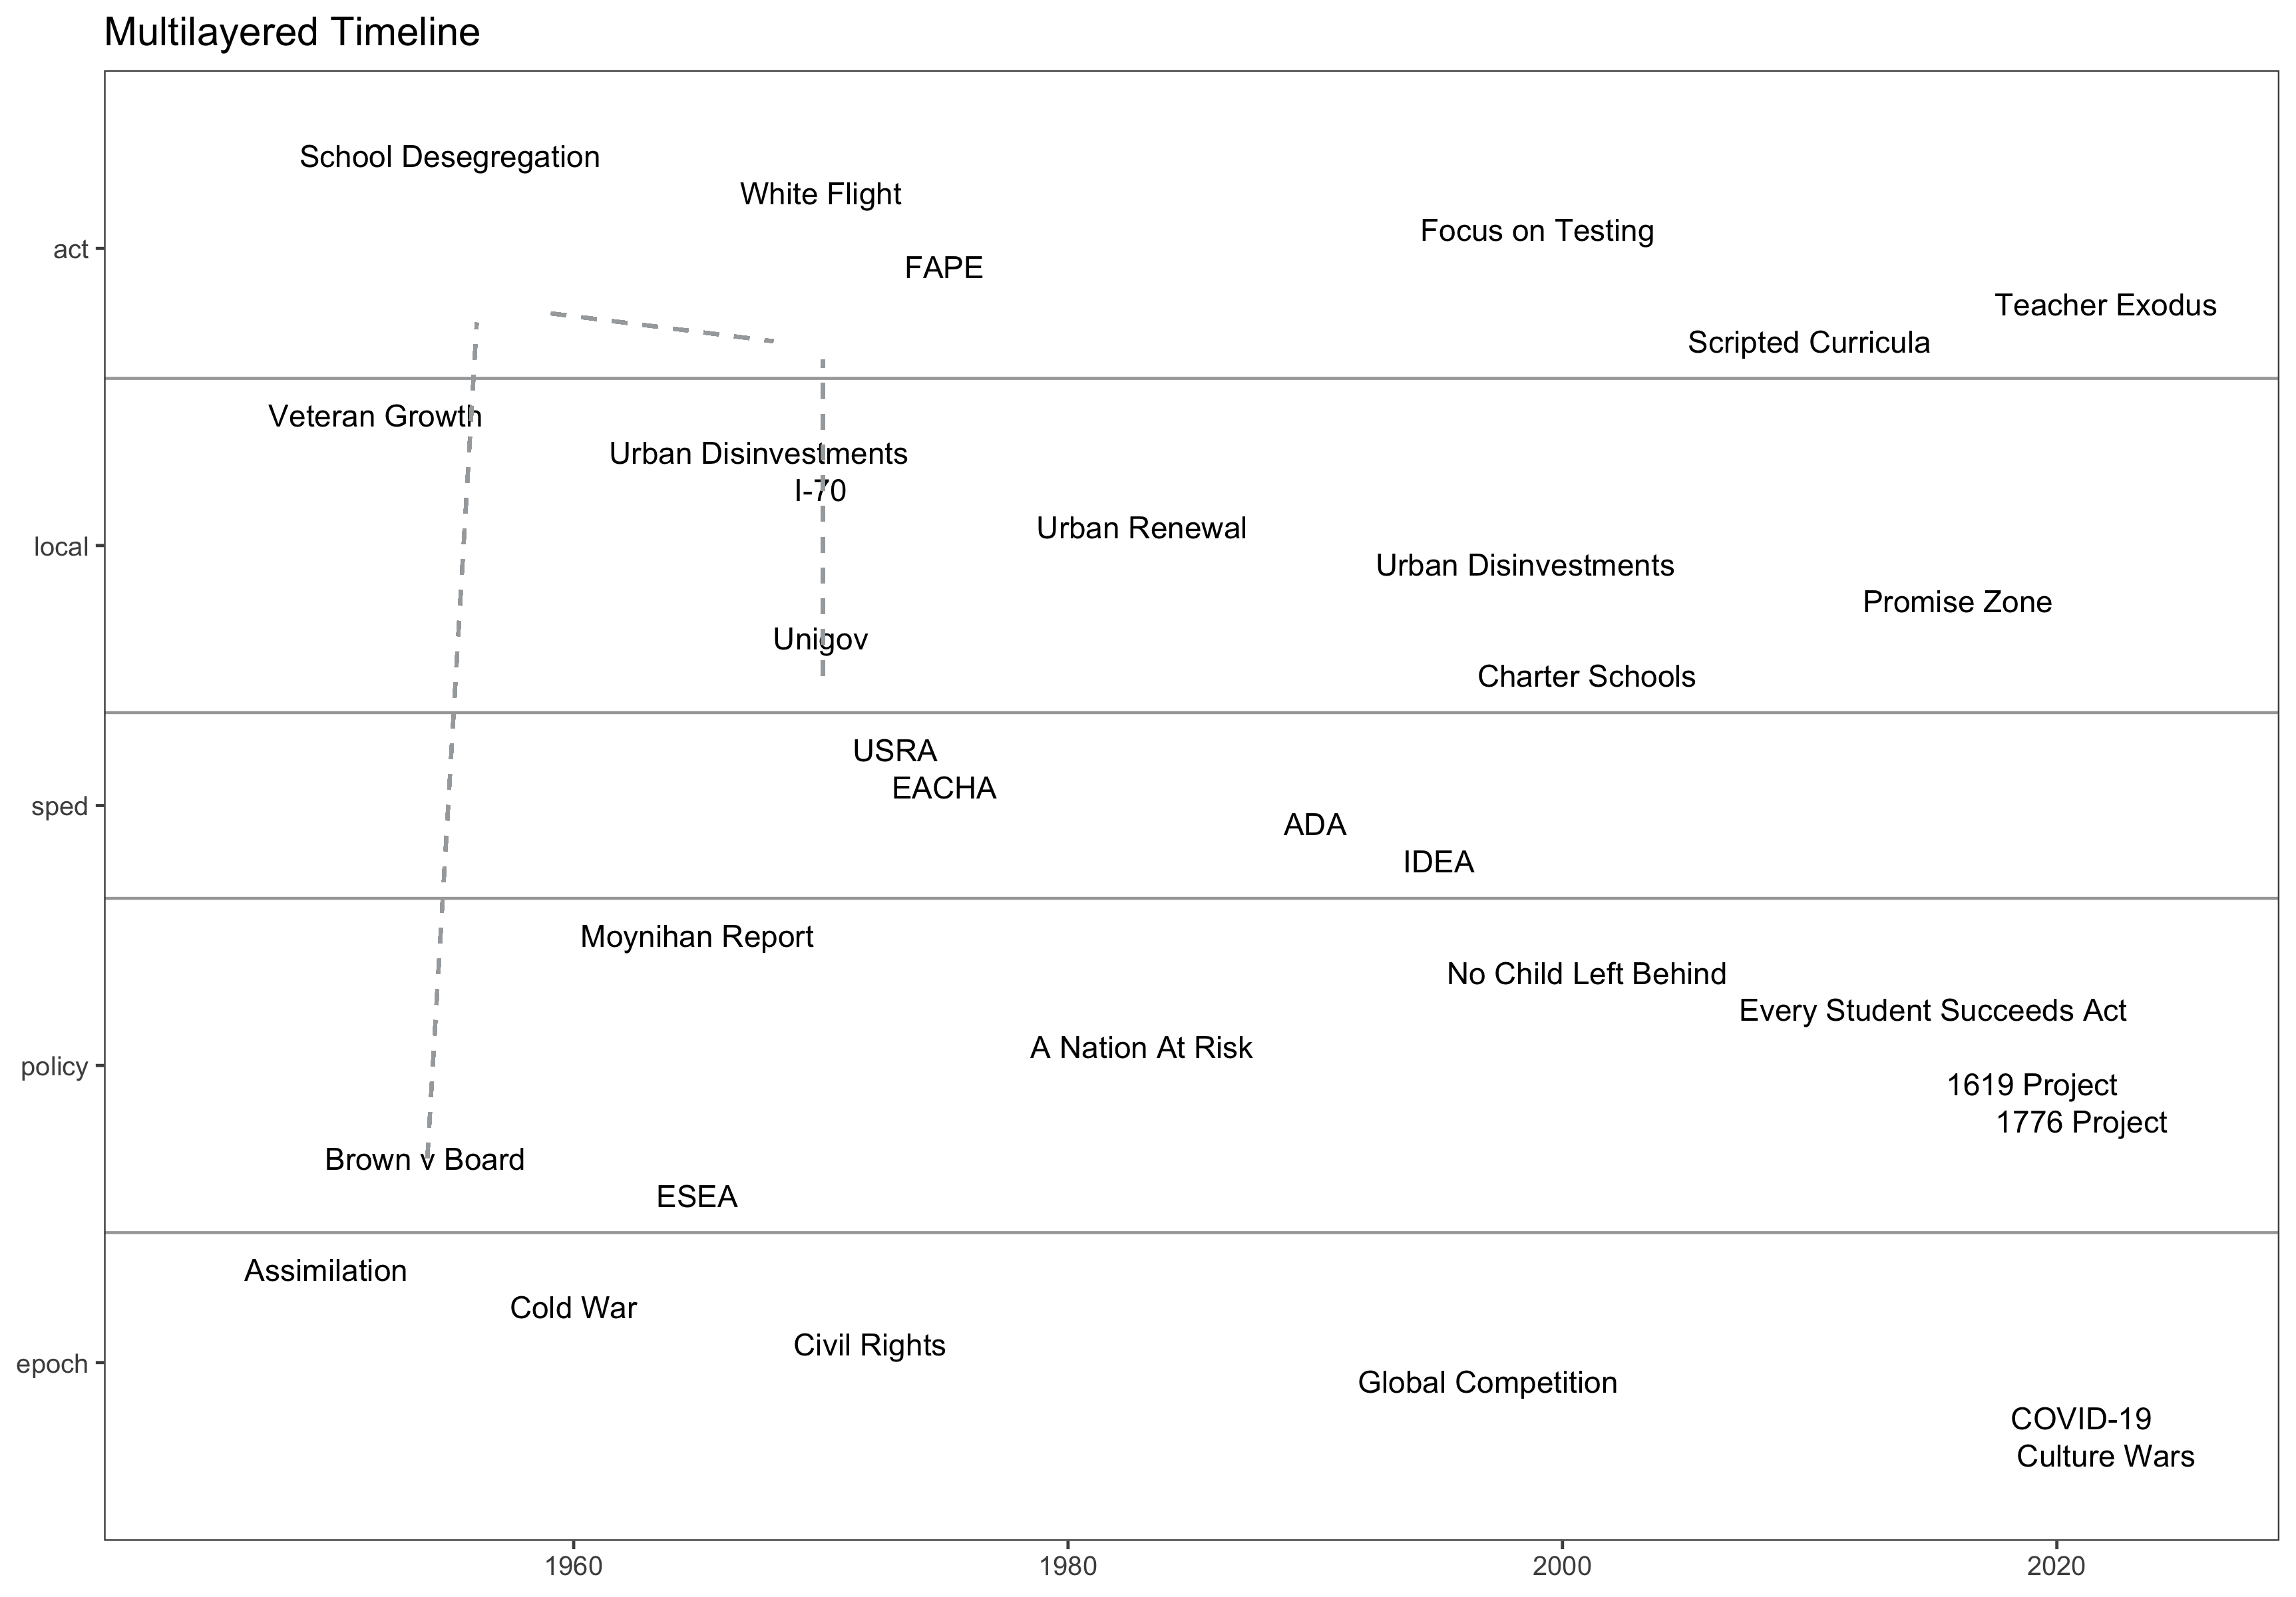 Multilayered Timeline
School Desegregation
White Flight
Focus on Testing
act
FAPE
Teacher Exodus
Scripted Curricula
Veteran Growth
Urban Disinvestments
I-70
Urban Renewal
local
Urban Disinvestments
Promise Zone
Unigov
Charter Schools
USRA
EACHA
sped
ADA
IDEA
Moynihan Report
No Child Left Behind
Every Student Succeeds Act
A Nation At Risk
policy
1619 Project
1776 Project
Brown v Board
ESEA
Assimilation
Cold War
Civil Rights
epoch
Global Competition
COVID-19
Culture Wars
1960 1980 2000 2020